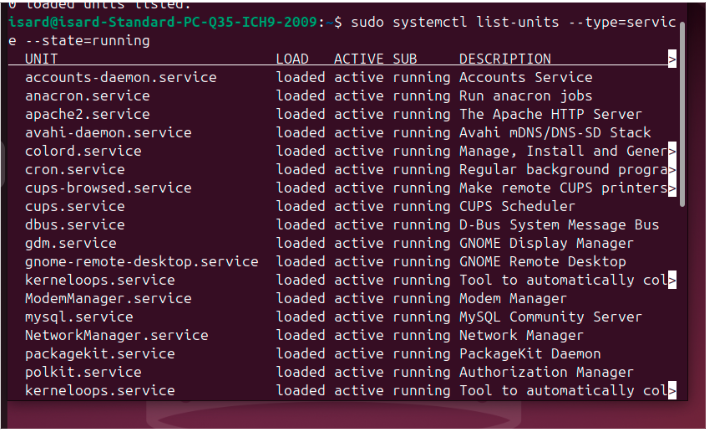 0 loaded units listed.
isard@isard-Standard-PC-Q35-ICH9-2009:~$ sudo systemctl list-units --type=servic
e --state=running
UNIT LOAD ACTIVE SUB DESCRIPTION >
accounts-daemon.service loaded active running Accounts Service
anacron.service loaded active running Run anacron jobs
apache2.service loaded active running The Apache HTTP Server
avahi-daemon.service loaded active running Avahi mDNS/DNS-SD Stack
colord.service loaded active running Manage, Install and Gener>
cron.service loaded active running Regular background progra>
cups-browsed.service loaded active running Make remote CUPS printers>
cups.service loaded active running CUPS Scheduler
dbus.service loaded active running D-Bus System Message Bus
gdm.service loaded active running GNOME Display Manager
gnome-remote-desktop.service loaded active running GNOME Remote Desktop
kerneloops.service loaded active running Tool to automatically col>
ModemManager.service loaded active running Modem Manager
mysql.service loaded active running MySQL Community Server
NetworkManager.service loaded active running Network Manager
packagekit.service loaded active running PackageKit Daemon
polkit.service loaded active running Authorization Manager
kerneloops.service loaded active running Tool to automatically col>